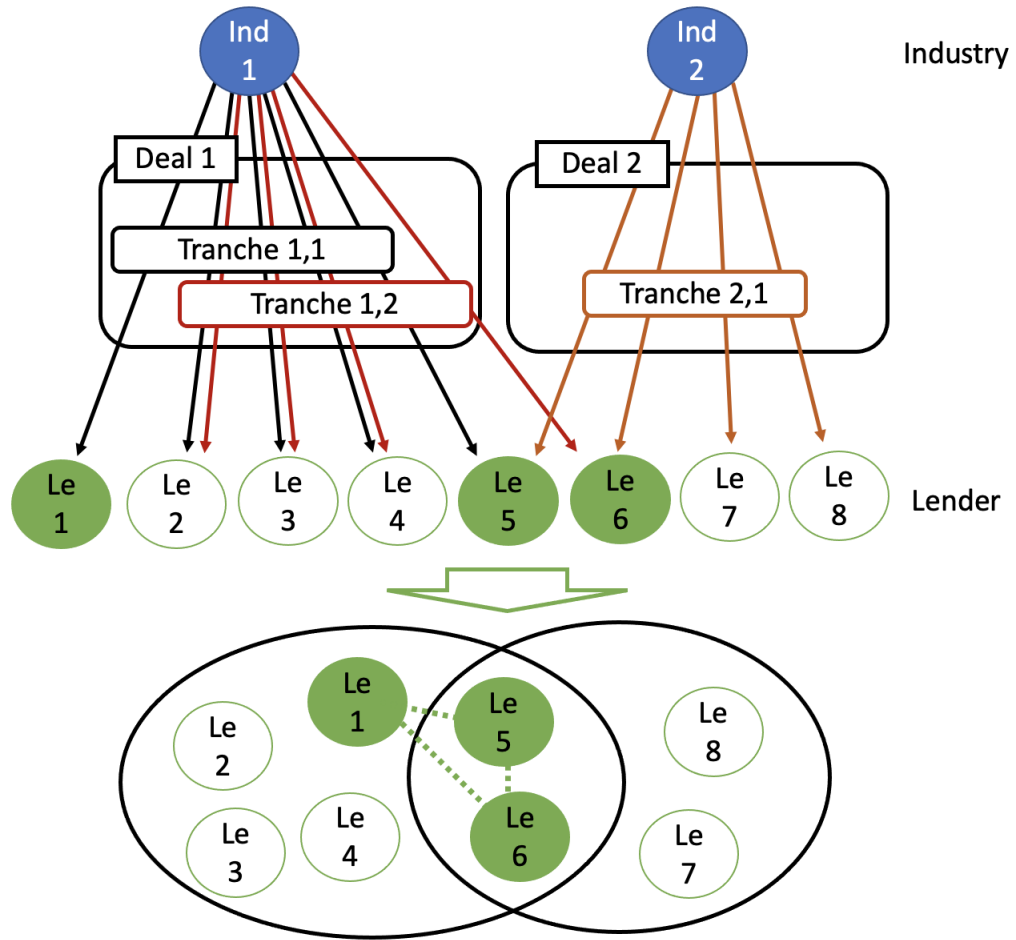 Ind
1
Ind
2
Industry
Deal 1
Deal 2
Tranche 1,1
Tranche 1,2
Tranche 2,1
Le
1
Le
2
Le
3
Le
4
Le
5
Le
6
Le
7
Le
8
Lender
Le
1
Le
5
Le
2
Le
8
Le
3
Le
4
Le
6
Le
7